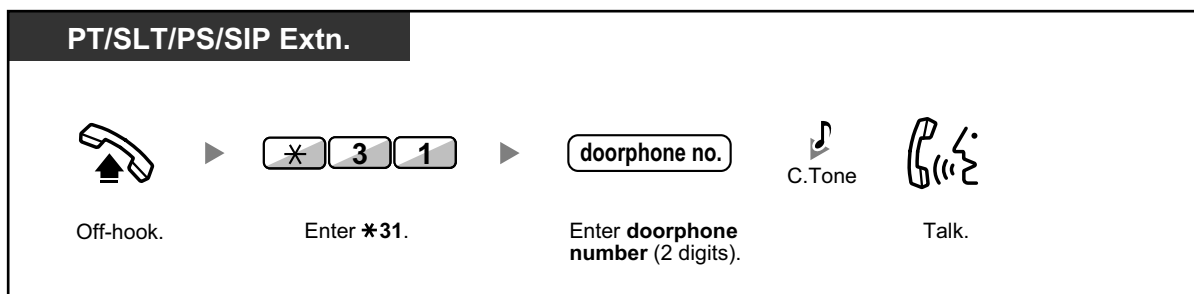 PT/SLT/PS/SIP Extn.
✳ 3 1
doorphone no.
C.Tone
Off-hook.
Enter ✳31.
Enter doorphone
number (2 digits).
Talk.